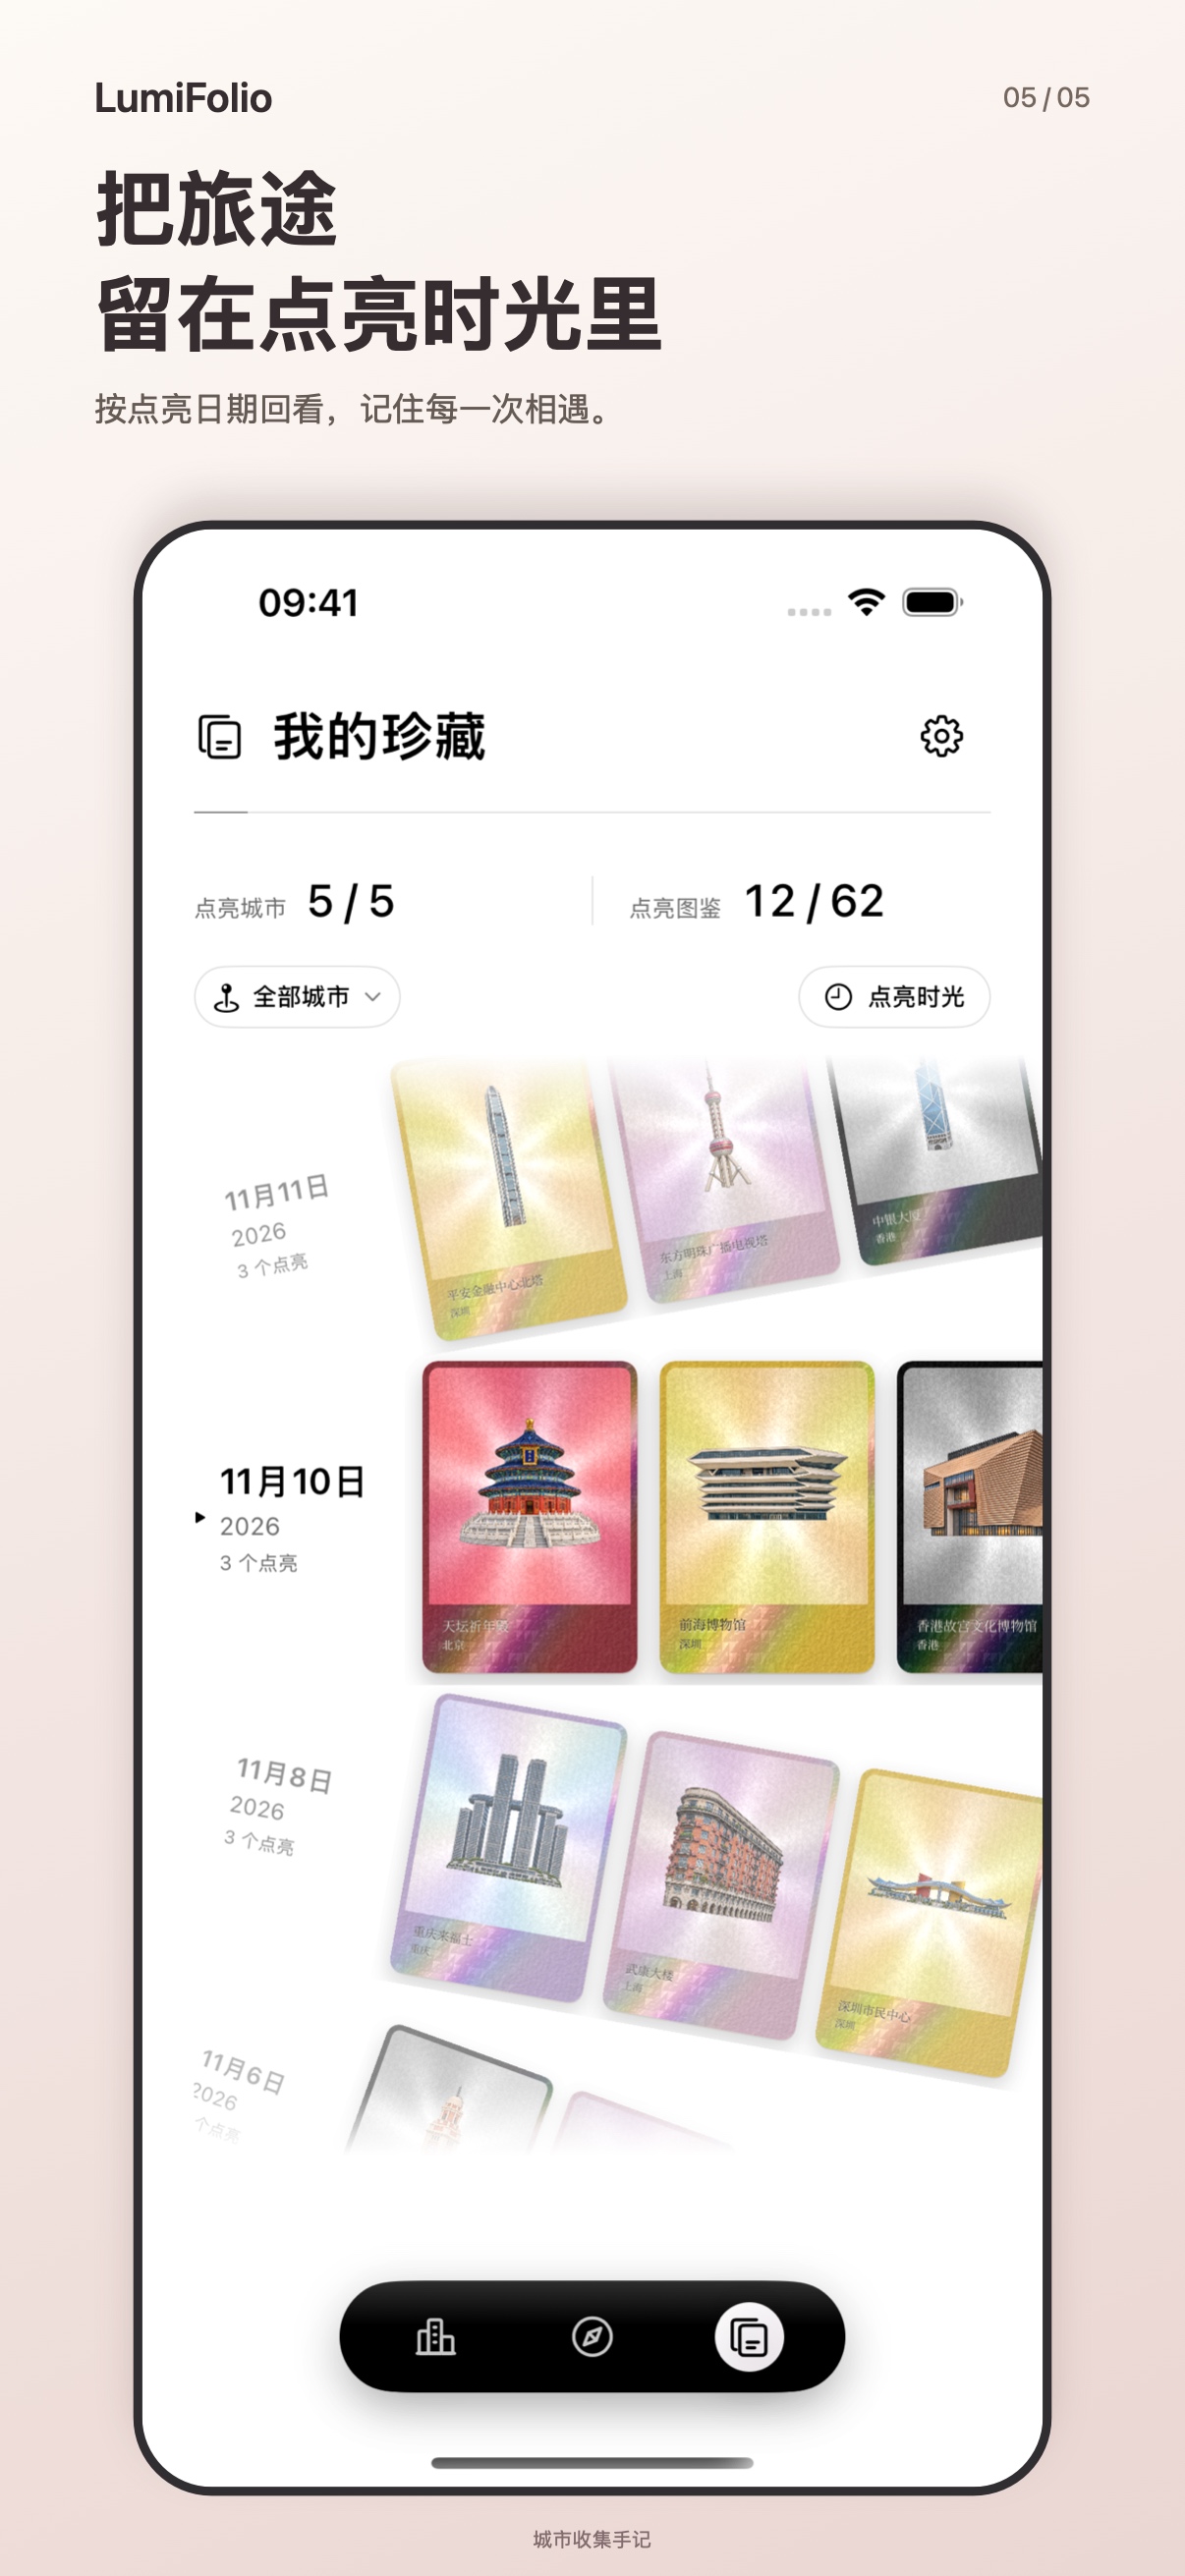 LumiFolio
05 / 05
把旅途
留在点亮时光里
按点亮日期回看，记住每一次相遇。
09:41
我的珍藏
点亮城市 5 / 5
点亮图鉴 12 / 62
全部城市
点亮时光
11月11日
2026
3 个点亮
平安金融中心北塔
深圳
东方明珠广播电视塔
上海
中银大厦
香港
11月10日
2026
3 个点亮
天坛祈年殿
北京
前海博物馆
深圳
香港故宫文化博物馆
香港
11月8日
2026
3 个点亮
重庆来福士
重庆
武康大楼
上海
深圳市民中心
深圳
11月6日
2026
个点亮
城市收集手记